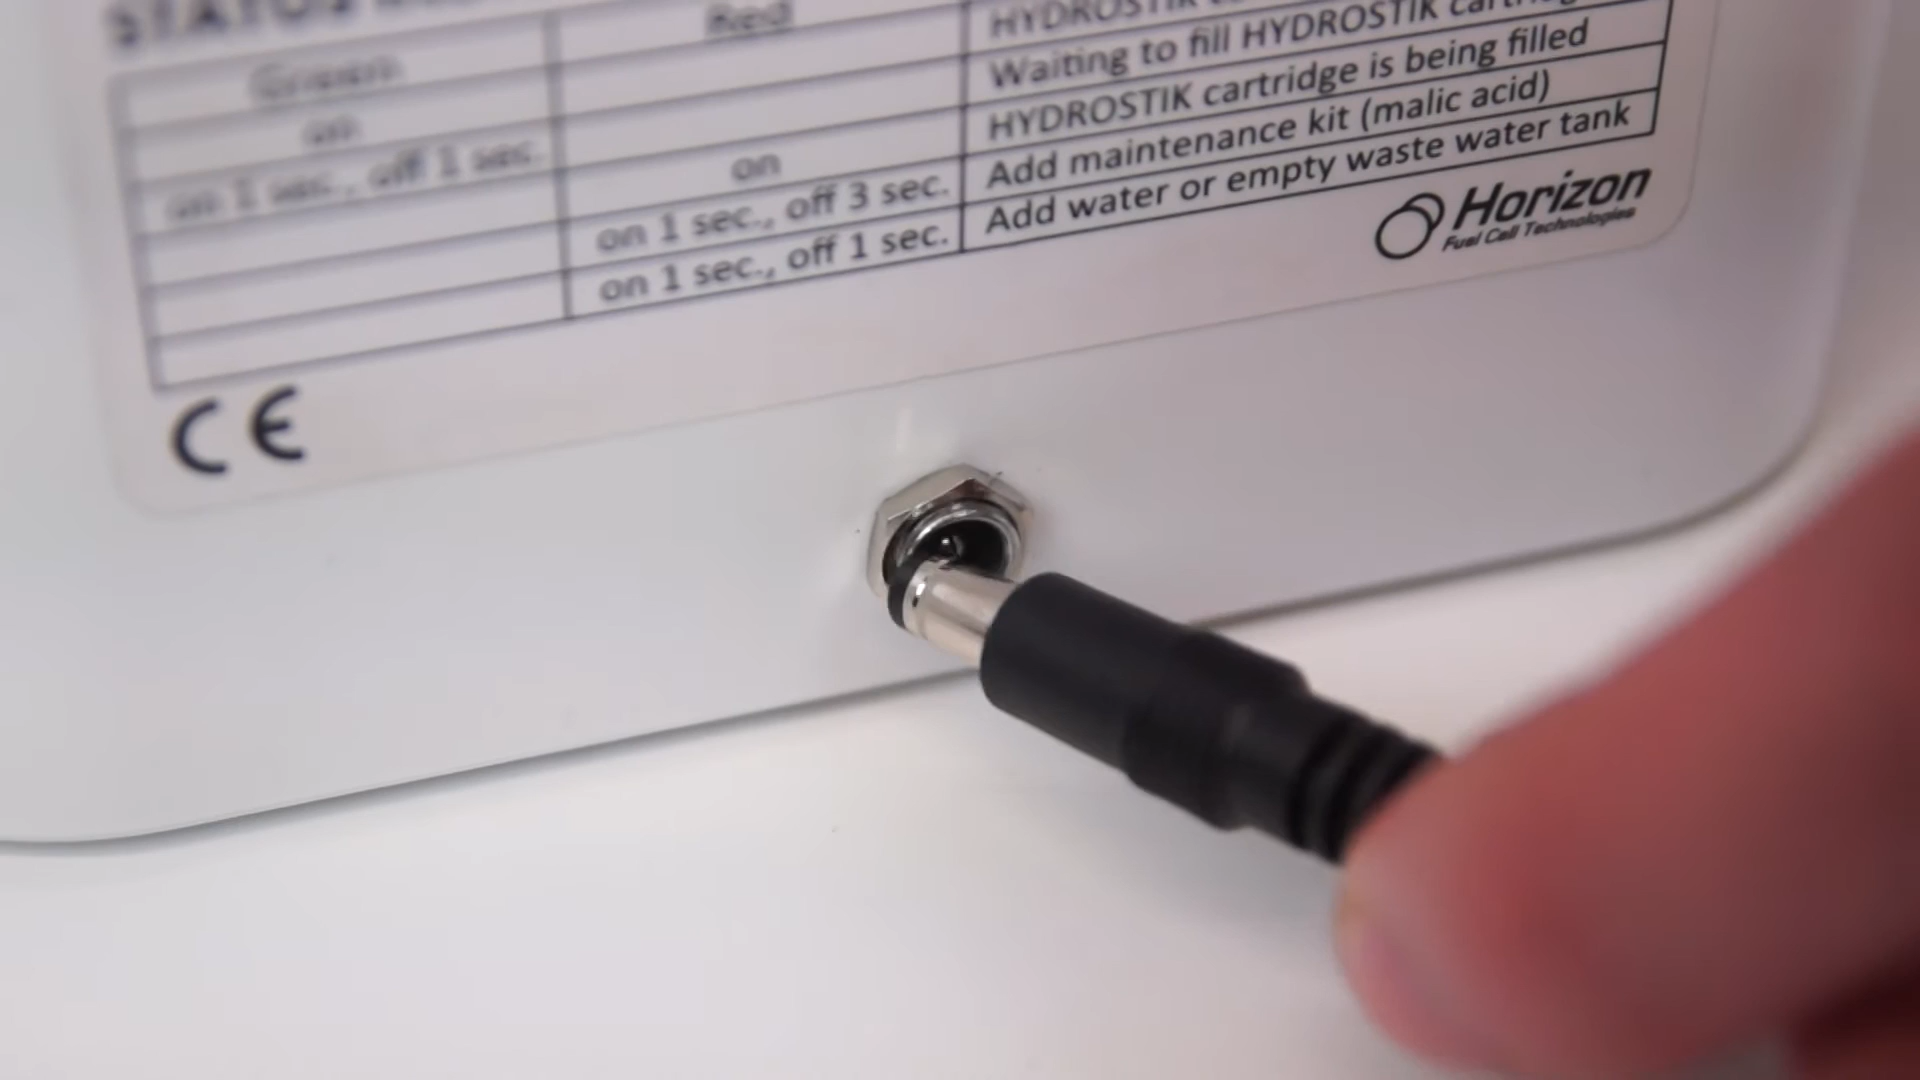 STATUS
Green Red HYDROSTIK
on Waiting to fill HYDROSTIK
on 1 sec., off 1 sec. HYDROSTIK cartridge is being filled
on Add maintenance kit (malic acid)
on 1 sec., off 3 sec. Add water or empty waste water tank
on 1 sec., off 1 sec.
Horizon
Fuel Cell Technologies
CE